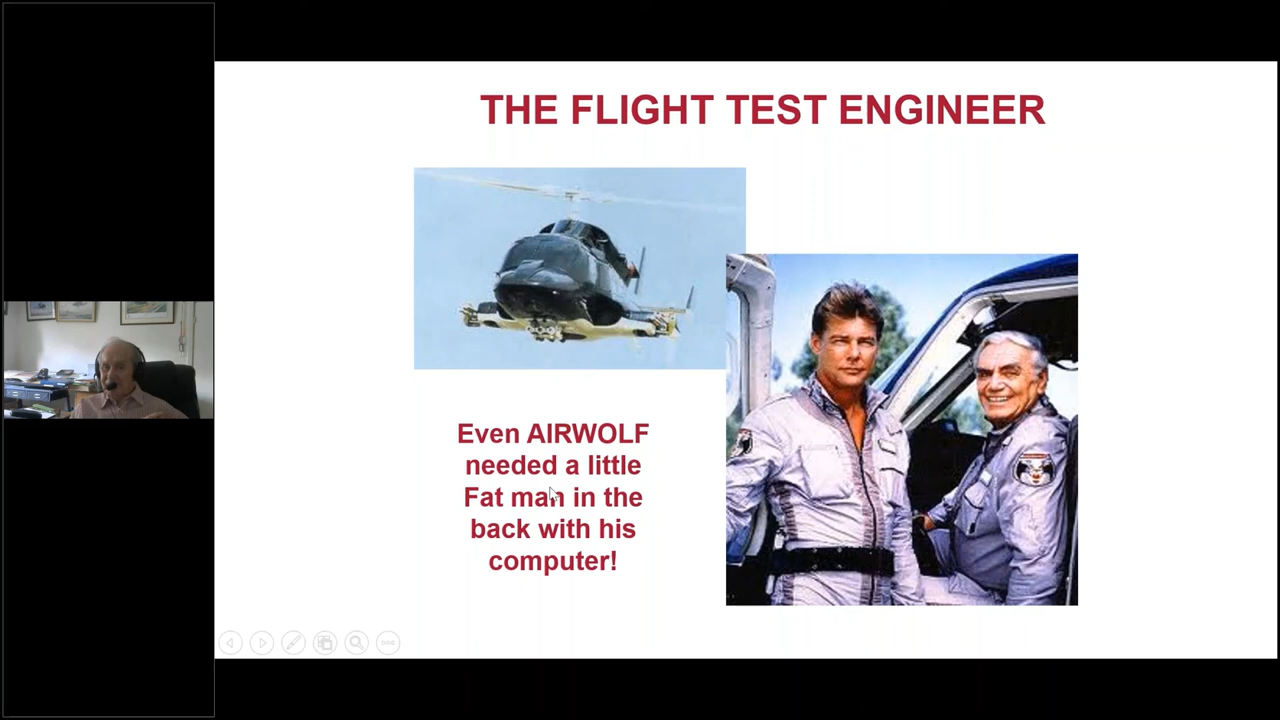 THE FLIGHT TEST ENGINEER
Even AIRWOLF
needed a little
Fat man in the
back with his
computer!